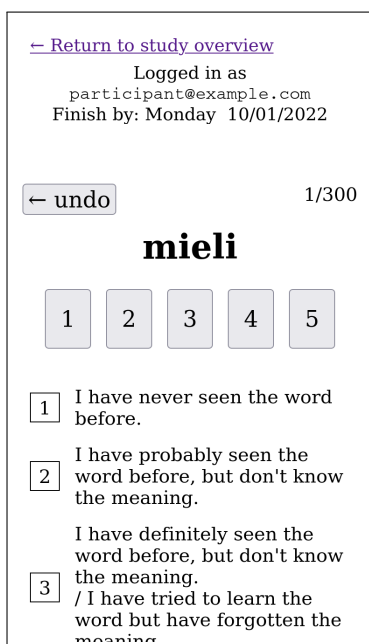 ← Return to study overview
Logged in as
participant@example.com
Finish by: Monday 10/01/2022
← undo
1/300
mieli
1 2 3 4 5
1 I have never seen the word
before.
2 I have probably seen the
word before, but don't know
the meaning.
3 I have definitely seen the
word before, but don't know
the meaning.
/ I have tried to learn the
word but have forgotten the
meaning